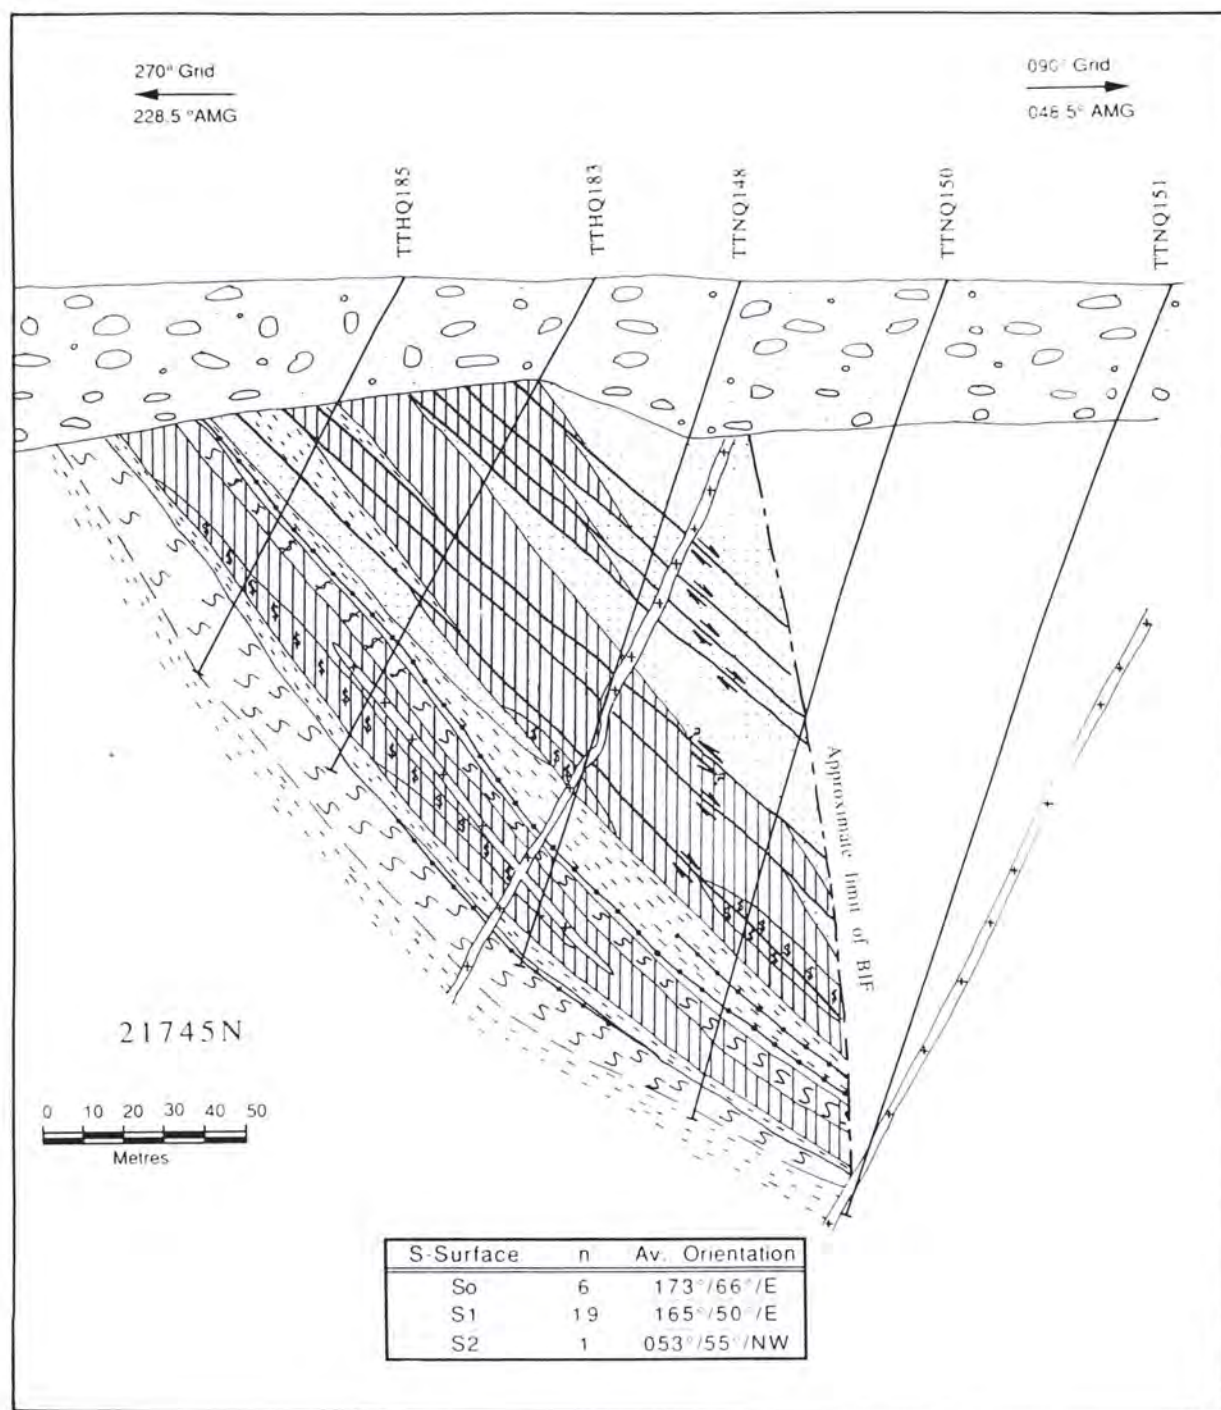 270° Grid
228.5 °AMG
090° Grid
048.5° AMG
TTHQ185
TTHQ183
TTNQ148
TTNQ150
TTNQ151
Approximate limit of BIF
21745N
0 10 20 30 40 50
Metres
S-Surface n Av. Orientation
So 6 173°/66°/E
S1 19 165°/50°/E
S2 1 053°/55°/NW